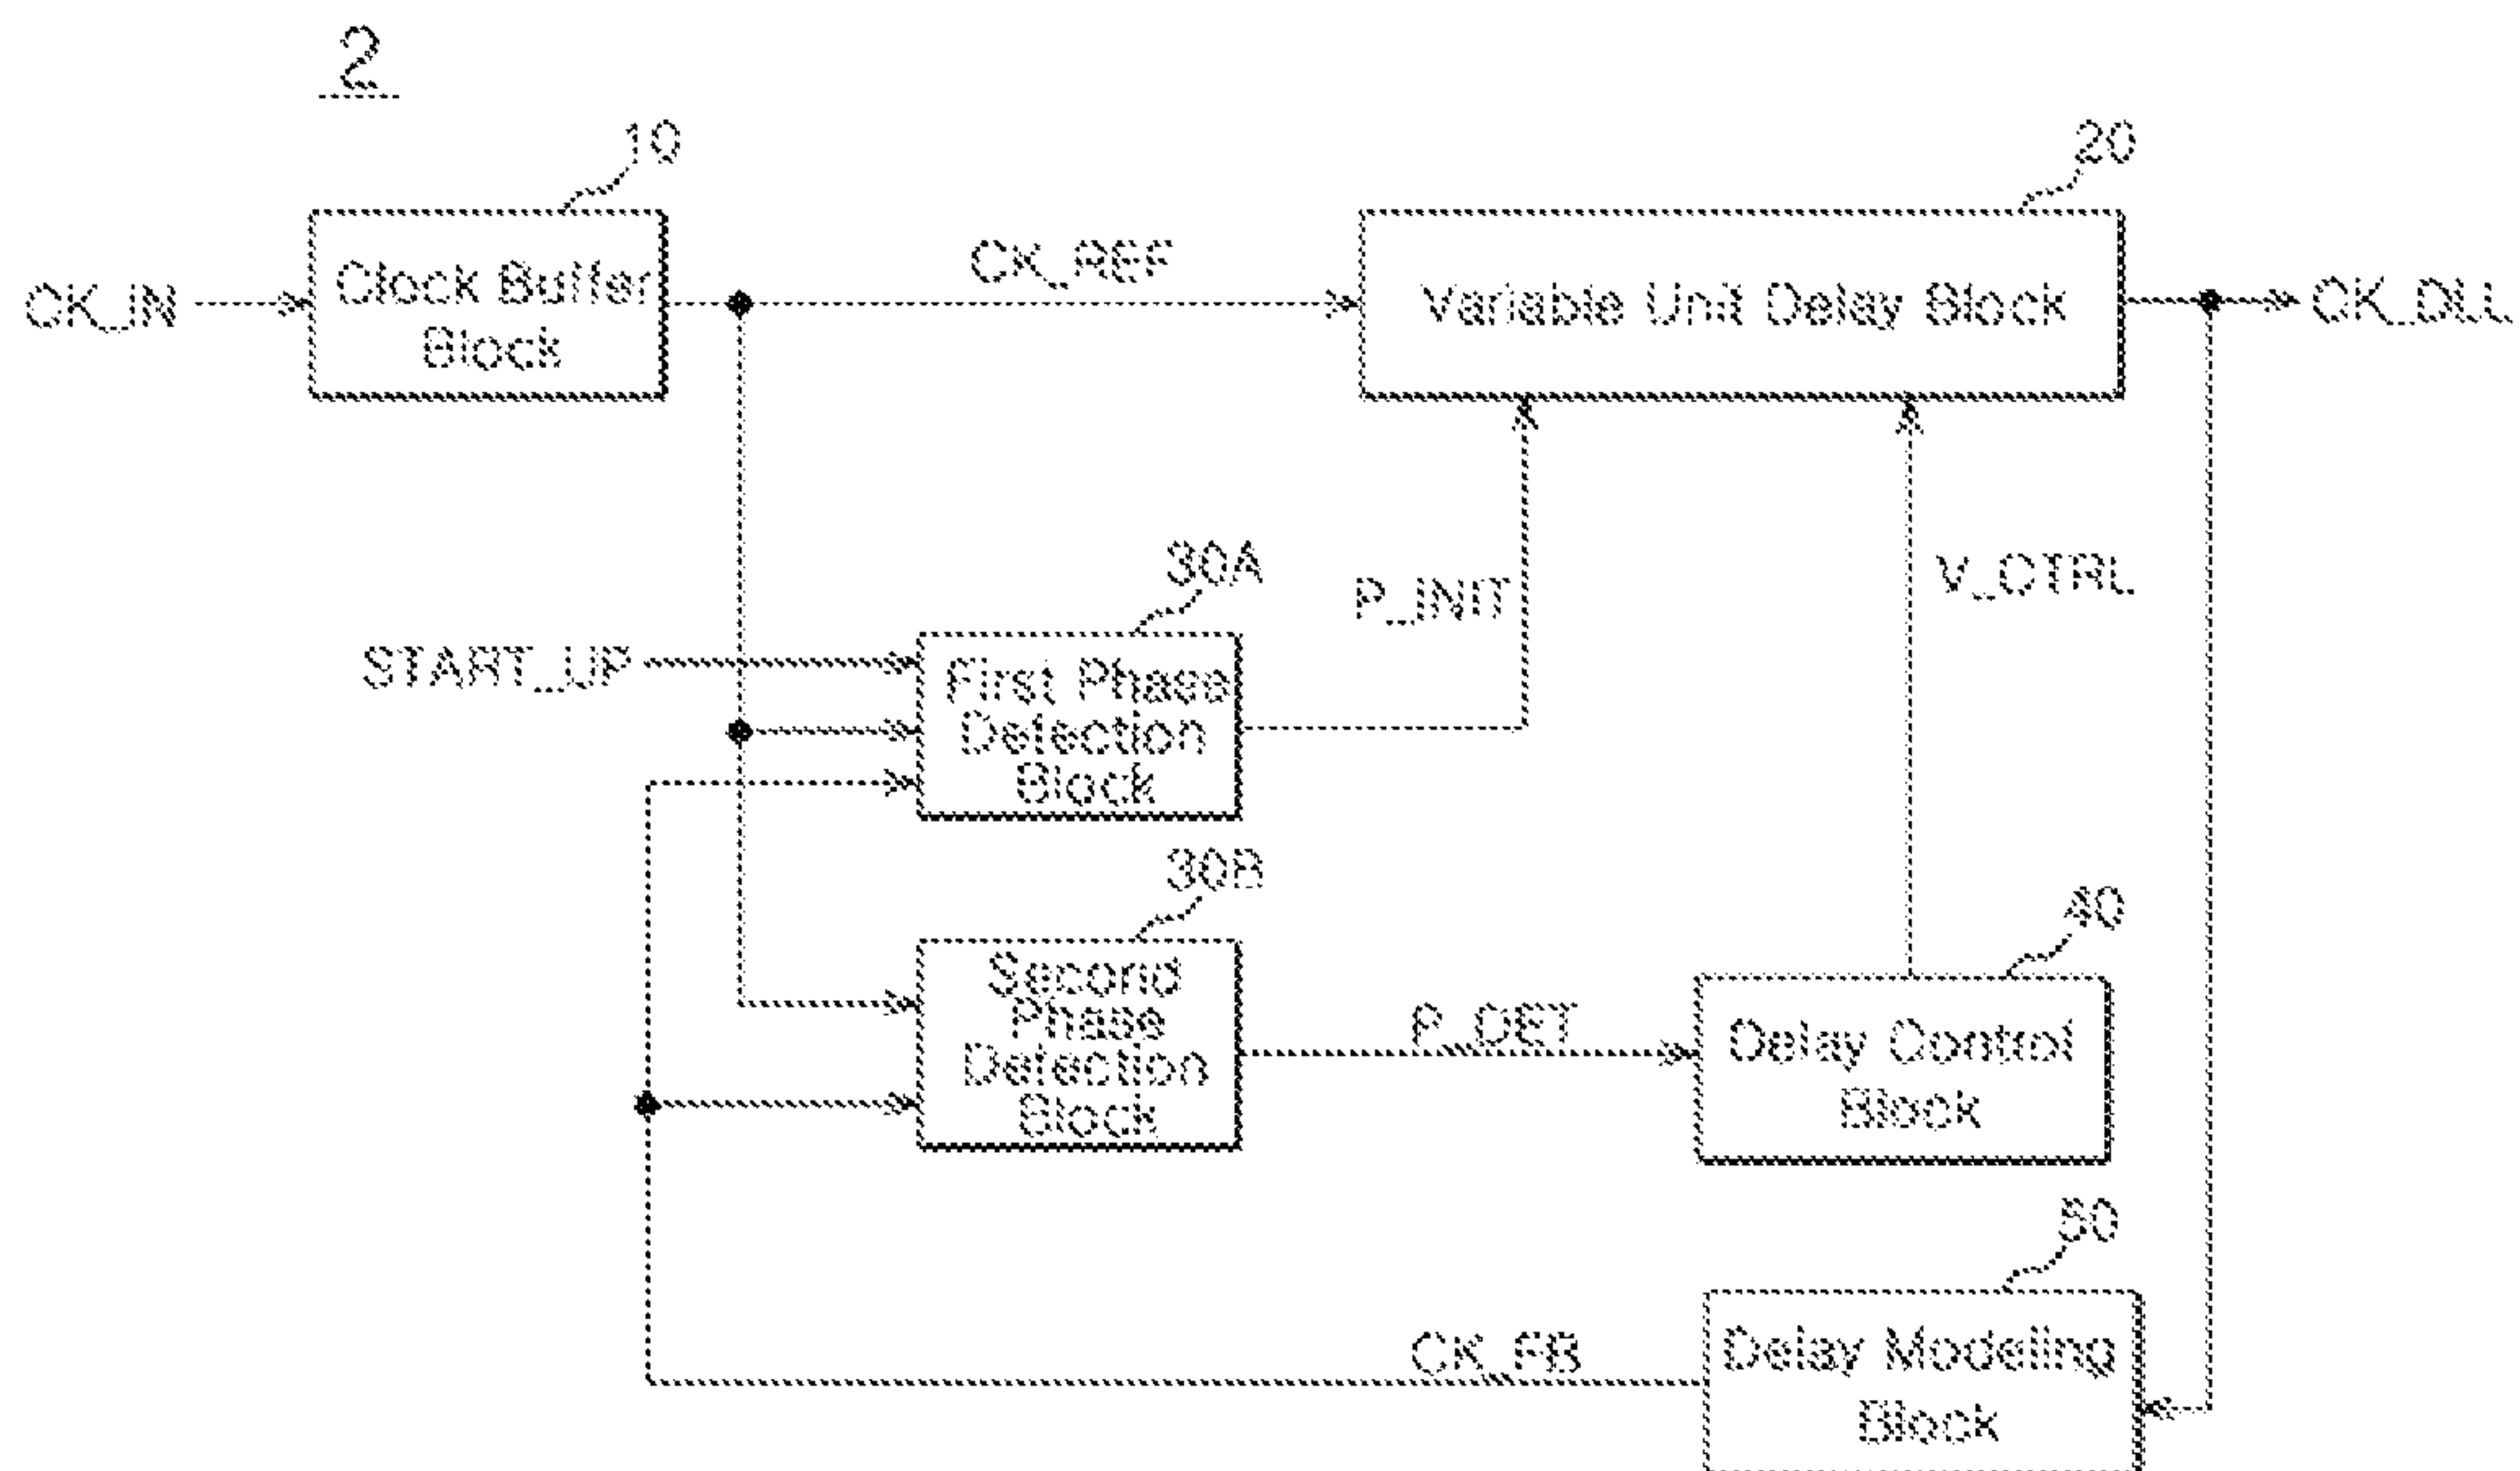 2
10
20
CK_IN
Clock Buffer
Block
CK_REF
Variable Unit Delay Block
CK_DLL
30A
P_INIT
V_CTRL
START_UP
First Phase
Detection
Block
30B
40
Second
Phase
Detection
Block
P_DET
Delay Control
Block
50
CK_FB
Delay Modeling
Block